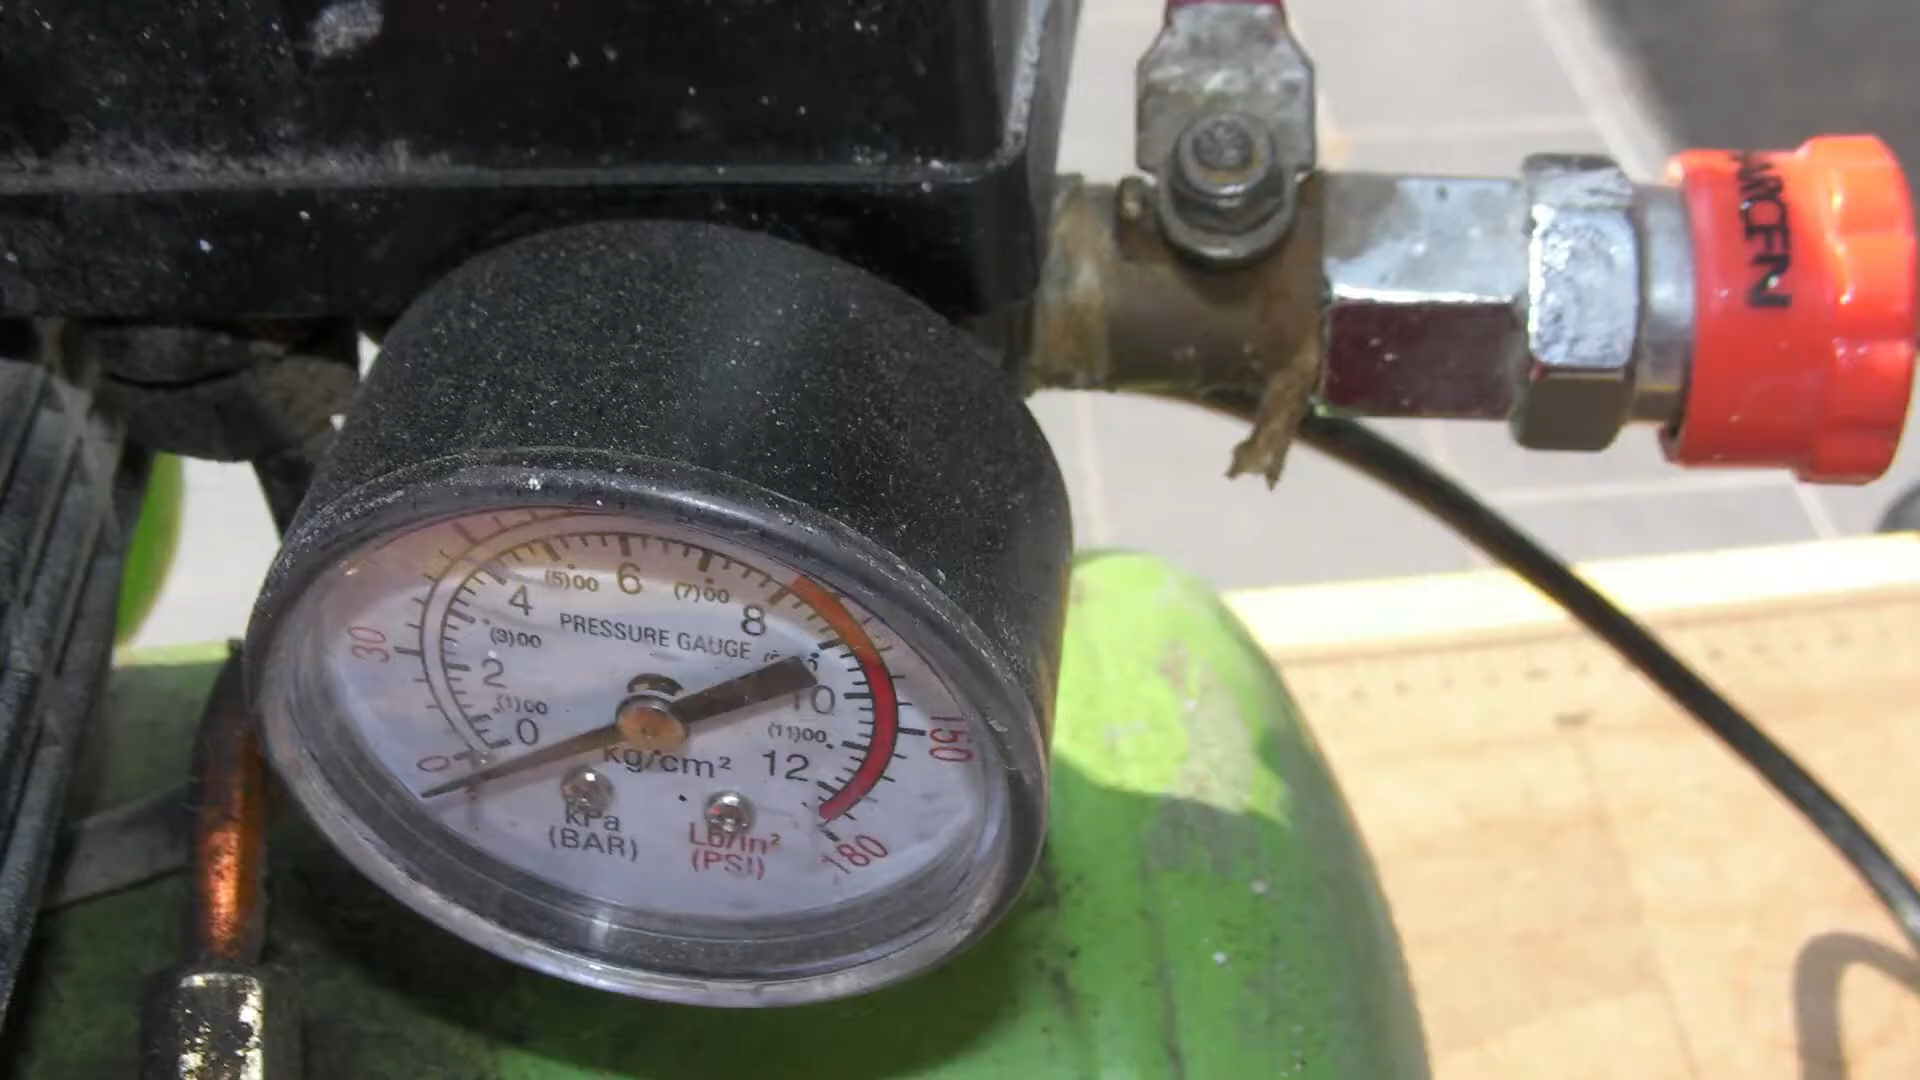 6
(5)00 (7)00
4 8
PRESSURE GAUGE
30 (3)00
2
10
(1)00
0 (11)00 150
0 kg/cm² 12
kPa Lb/in²
(BAR) (PSI) 180